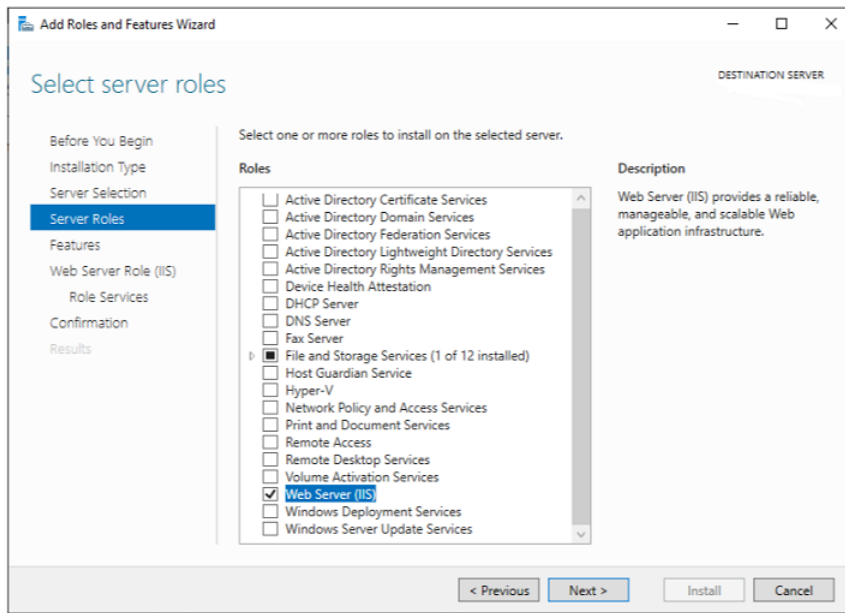 Add Roles and Features Wizard
Select server roles
DESTINATION SERVER
Before You Begin
Installation Type
Server Selection
Server Roles
Features
Web Server Role (IIS)
Role Services
Confirmation
Results
Select one or more roles to install on the selected server.
Roles
Active Directory Certificate Services
Active Directory Domain Services
Active Directory Federation Services
Active Directory Lightweight Directory Services
Active Directory Rights Management Services
Device Health Attestation
DHCP Server
DNS Server
Fax Server
File and Storage Services (1 of 12 installed)
Host Guardian Service
Hyper-V
Network Policy and Access Services
Print and Document Services
Remote Access
Remote Desktop Services
Volume Activation Services
Web Server (IIS)
Windows Deployment Services
Windows Server Update Services
Description
Web Server (IIS) provides a reliable,
manageable, and scalable Web
application infrastructure.
< Previous
Next >
Install
Cancel